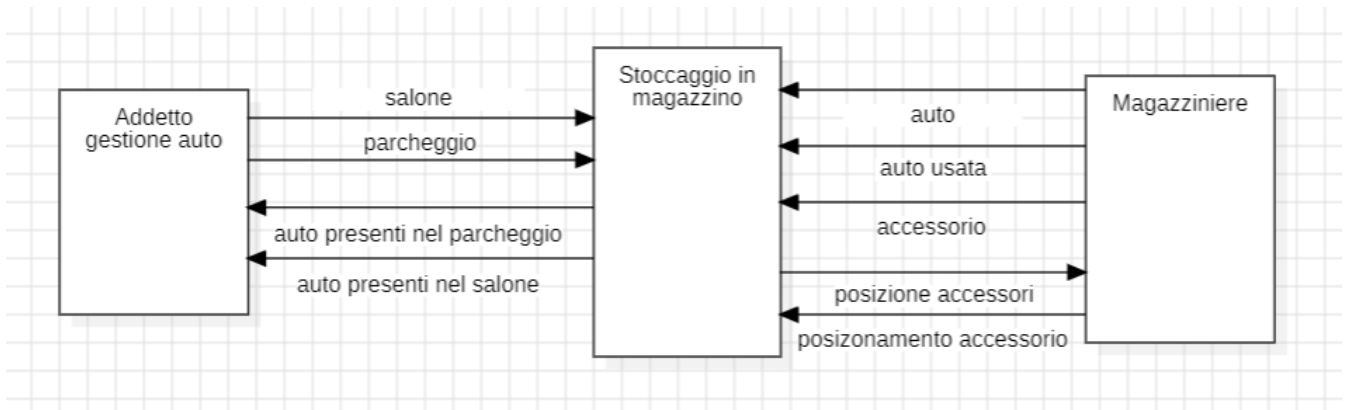 Addetto
gestione auto
salone
parcheggio
auto presenti nel parcheggio
auto presenti nel salone
Stoccaggio in
magazzino
auto
auto usata
accessorio
posizione accessori
posizonamento accessorio
Magazziniere